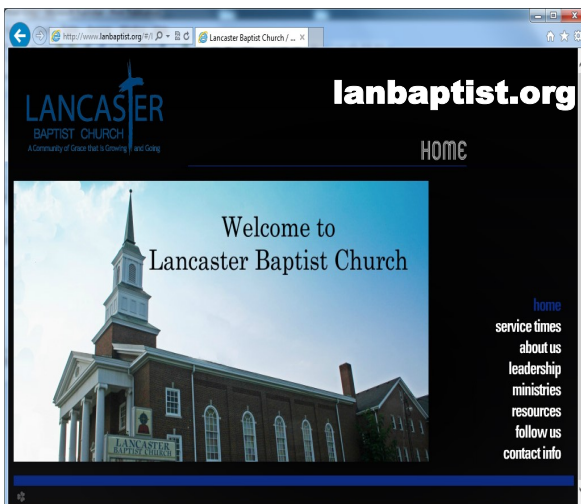 http://www.lanbaptist.org/#/l
Lancaster Baptist Church / ...
LANCASTER
BAPTIST CHURCH
A Community of Grace that is Growing and Going
lanbaptist.org
HOME
Welcome to
Lancaster Baptist Church
LANCASTER
BAPTIST CHURCH
home
service times
about us
leadership
ministries
resources
follow us
contact info